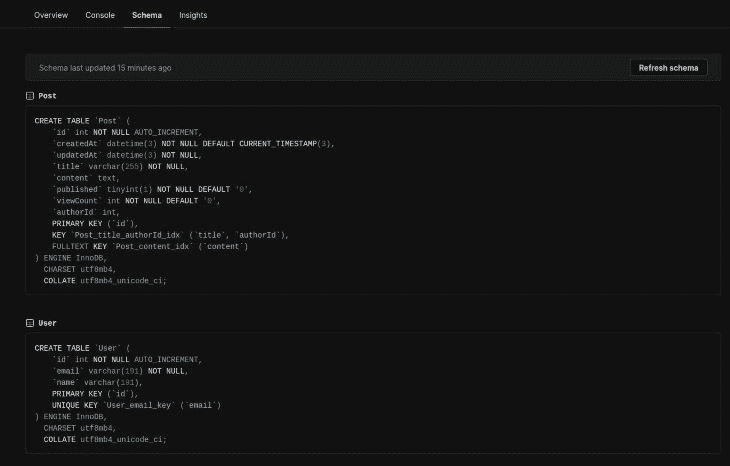 Overview Console Schema Insights
Schema last updated 15 minutes ago Refresh schema
Post
CREATE TABLE `Post` (
`id` int NOT NULL AUTO_INCREMENT,
`createdAt` datetime(3) NOT NULL DEFAULT CURRENT_TIMESTAMP(3),
`updatedAt` datetime(3) NOT NULL,
`title` varchar(255) NOT NULL,
`content` text,
`published` tinyint(1) NOT NULL DEFAULT '0',
`viewCount` int NOT NULL DEFAULT '0',
`authorId` int,
PRIMARY KEY (`id`),
KEY `Post_title_authorId_idx` (`title`, `authorId`),
FULLTEXT KEY `Post_content_idx` (`content`)
) ENGINE InnoDB,
CHARSET utf8mb4,
COLLATE utf8mb4_unicode_ci;
User
CREATE TABLE `User` (
`id` int NOT NULL AUTO_INCREMENT,
`email` varchar(191) NOT NULL,
`name` varchar(191),
PRIMARY KEY (`id`),
UNIQUE KEY `User_email_key` (`email`)
) ENGINE InnoDB,
CHARSET utf8mb4,
COLLATE utf8mb4_unicode_ci;